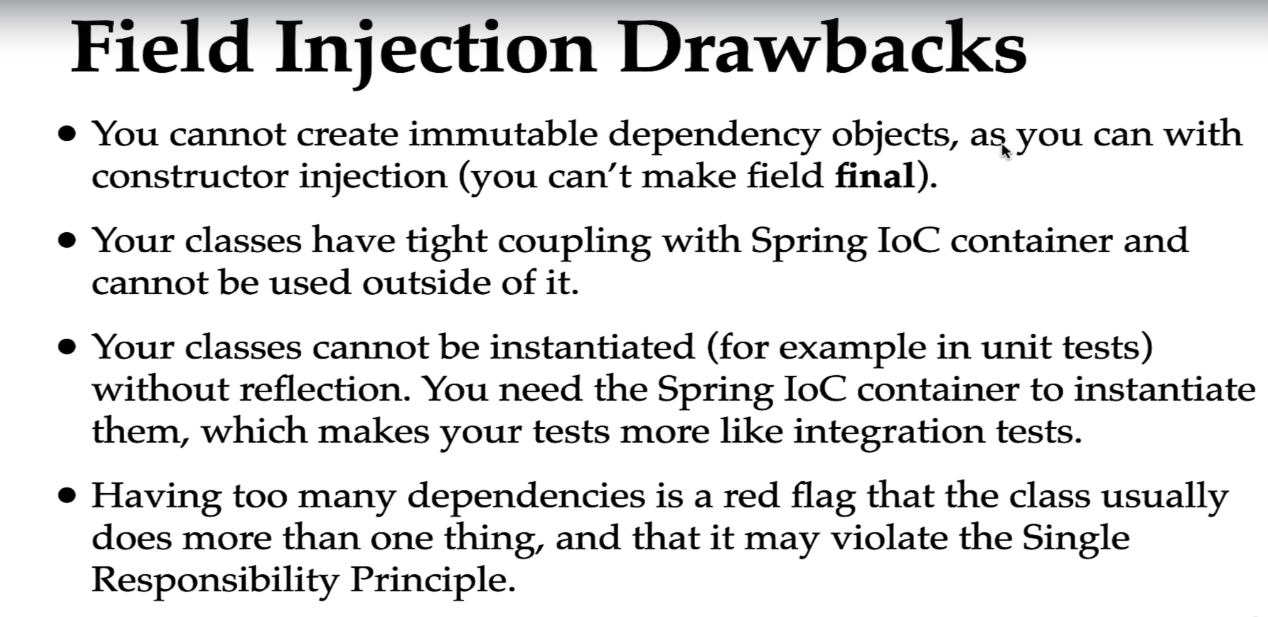 Field Injection Drawbacks
• You cannot create immutable dependency objects, as you can with
constructor injection (you can’t make field final).
• Your classes have tight coupling with Spring IoC container and
cannot be used outside of it.
• Your classes cannot be instantiated (for example in unit tests)
without reflection. You need the Spring IoC container to instantiate
them, which makes your tests more like integration tests.
• Having too many dependencies is a red flag that the class usually
does more than one thing, and that it may violate the Single
Responsibility Principle.